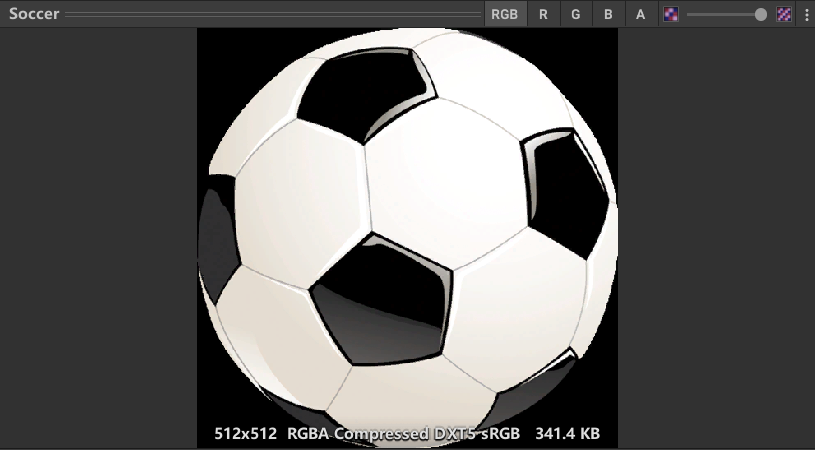 Soccer RGB R G B A
512x512 RGBA Compressed DXT5 sRGB 341.4 KB